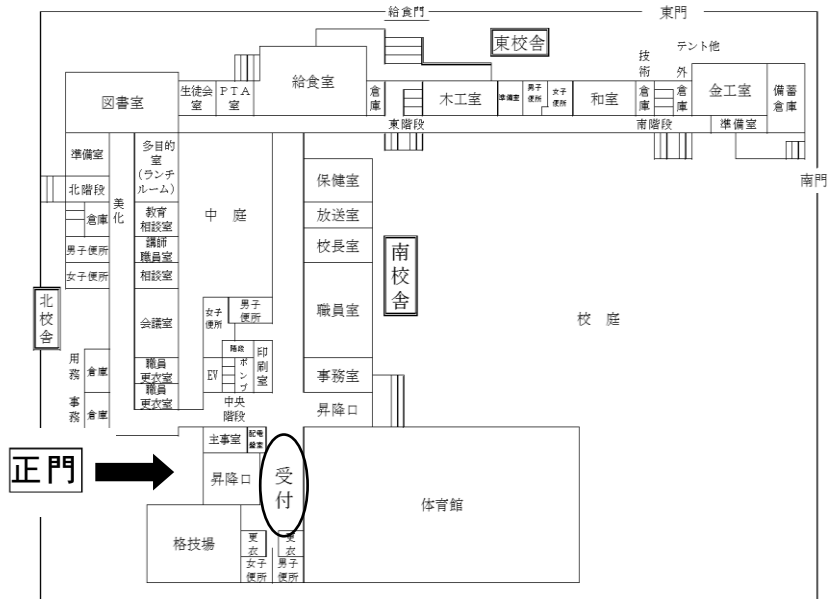 給食門
東門
東校舎
給食室
技術
倉庫
テント他
外
倉庫
金工室
備蓄
倉庫
図書室
生徒会
室
PTA
室
倉庫
木工室
準備室
男子
便所
女子
便所
和室
準備室
東階段
南階段
南門
準備室
多目的
室
(ランチ
ルーム)
保健室
北階段
美化
倉庫
教育
相談室
中庭
放送室
男子便所
講師
職員室
校長室
南校舎
女子便所
相談室
北校舎
会議室
女子
便所
男子
便所
職員室
校庭
用務
倉庫
職員
更衣室
階段
EV
ポンプ
印刷室
事務室
事務
倉庫
職員
更衣室
中央
階段
昇降口
正門
主事室
配電
盤室
昇降口
受付
体育館
格技場
更衣
更衣
女子
便所
男子
便所